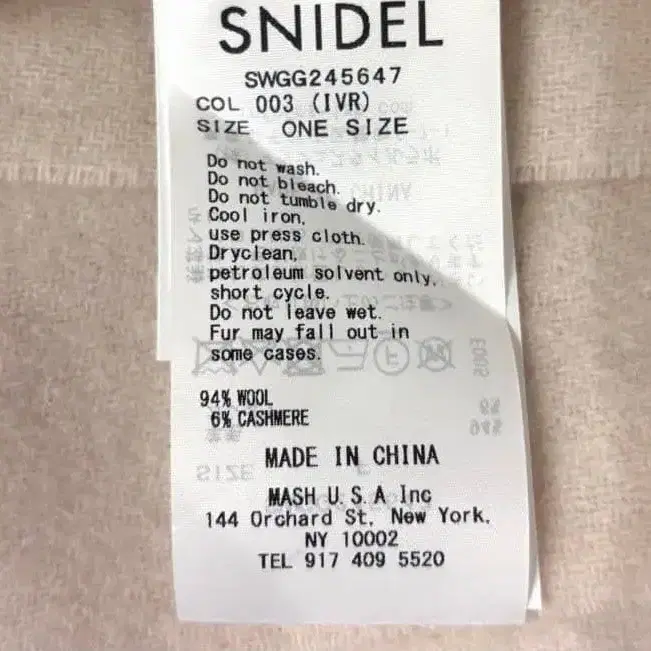 SNIDEL
SWGG245647
COL 003 (IVR)
SIZE ONE SIZE
Do not wash.
Do not bleach.
Do not tumble dry.
Cool iron,
use press cloth.
Dryclean,
petroleum solvent only,
short cycle.
Do not leave wet.
Fur may fall out in
some cases.
94% WOOL
6% CASHMERE
MADE IN CHINA
MASH U.S.A Inc
144 Orchard St, New York,
NY 10002
TEL 917 409 5520